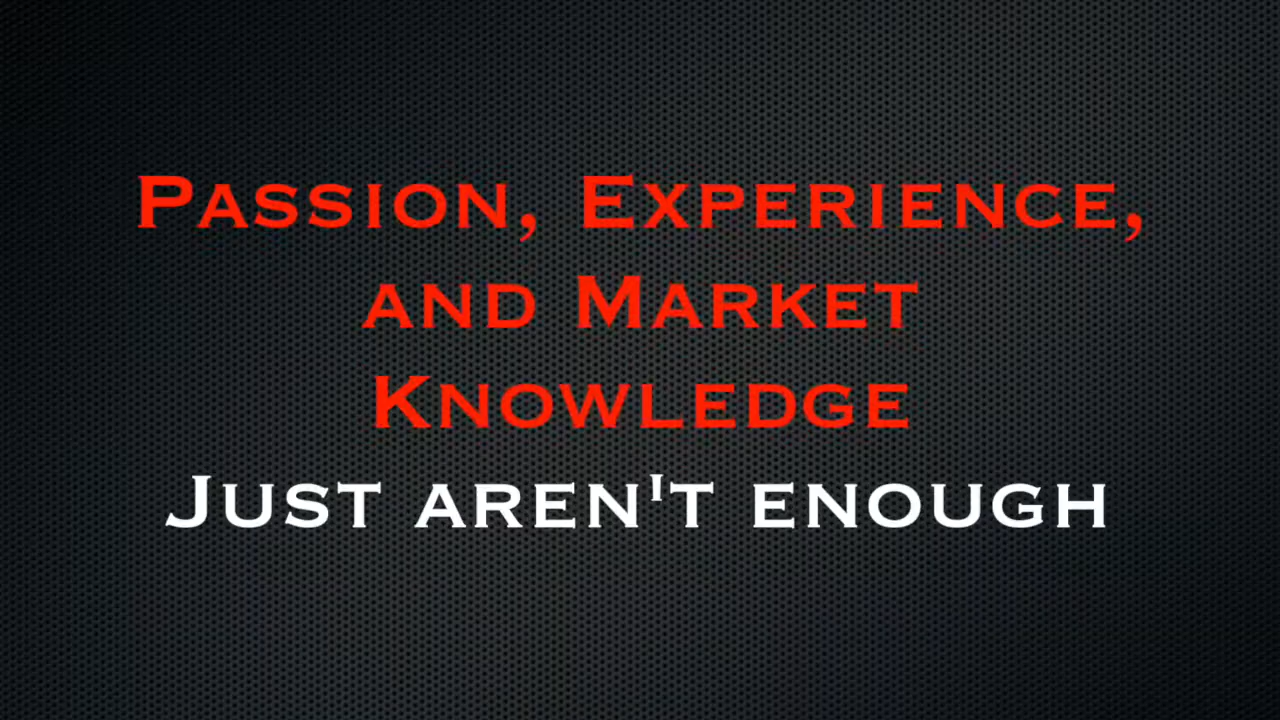 Passion, Experience,
and Market
Knowledge
Just aren't enough